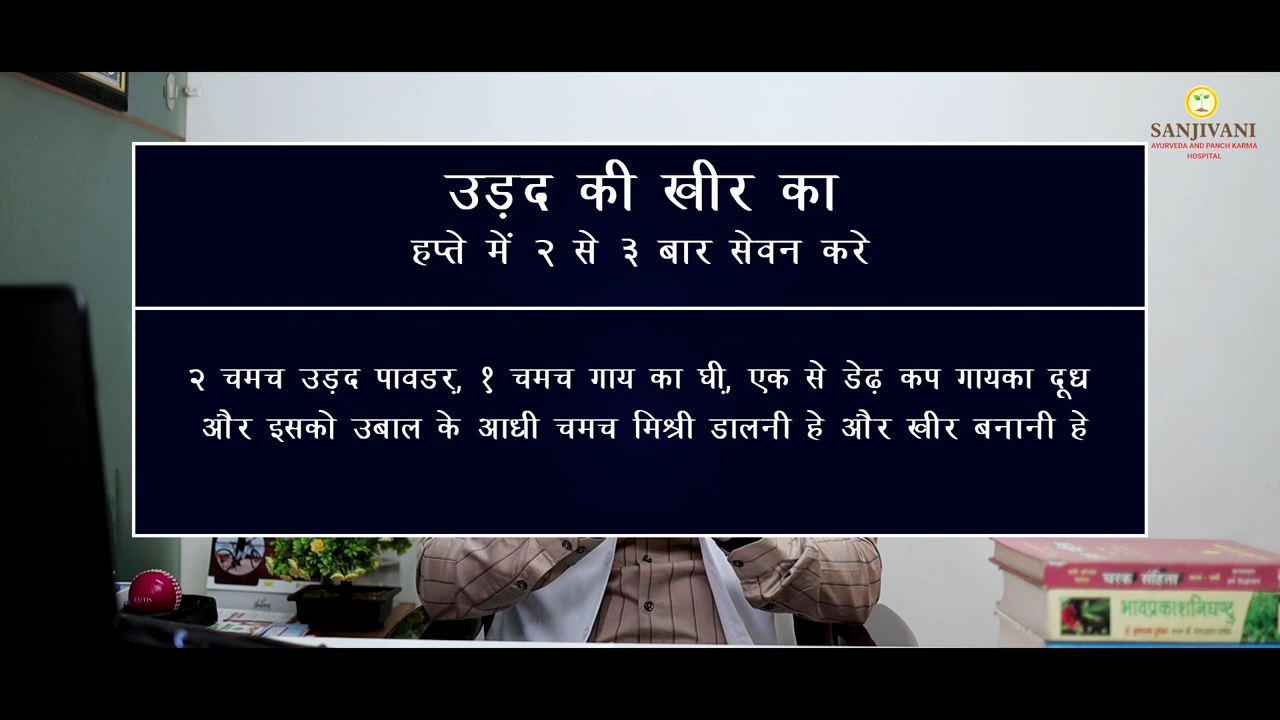 SANJIVANI
AYURVEDA AND PANCH KARMA
HOSPITAL
उड़द की खीर का
हप्ते में २ से ३ बार सेवन करे
२ चमच उड़द पावडर, १ चमच गाय का घी, एक से डेढ़ कप गायका दूध
और इसको उबाल के आधी चमच मिश्री डालनी हे और खीर बनानी हे
CUTIS
चरक संहिता
भावप्रकाशनिघण्टु